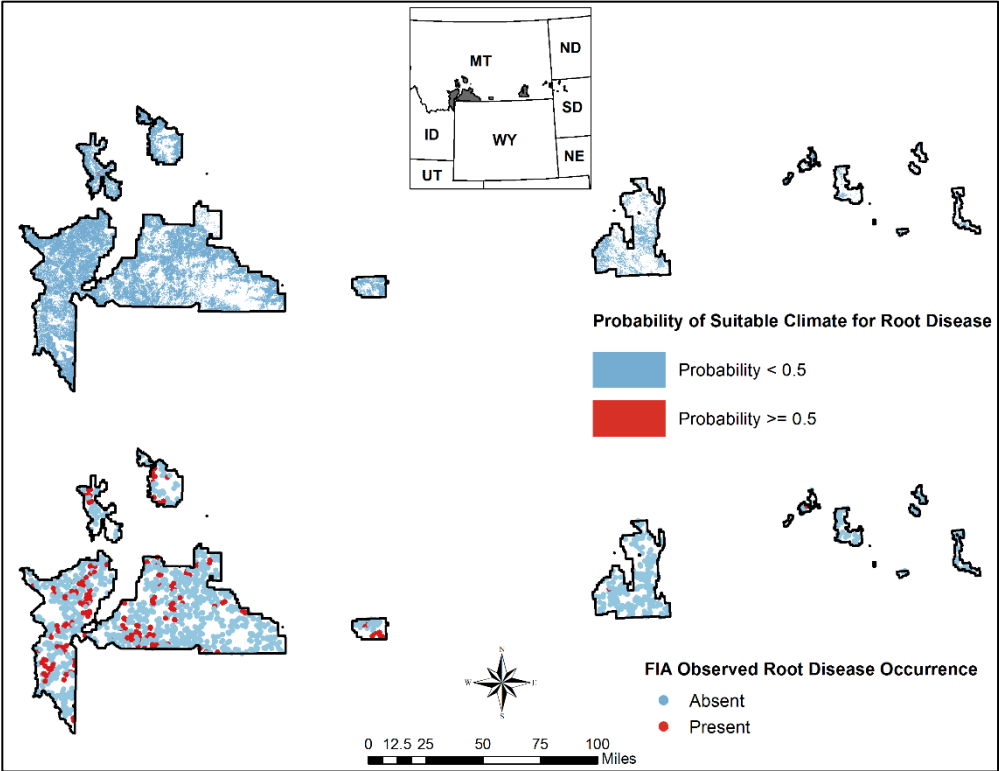 ND
MT
SD
ID
WY
NE
UT
Probability of Suitable Climate for Root Disease
Probability < 0.5
Probability >= 0.5
FIA Observed Root Disease Occurrence
Absent
Present
N
W
E
S
0 12.5 25 50 75 100
Miles